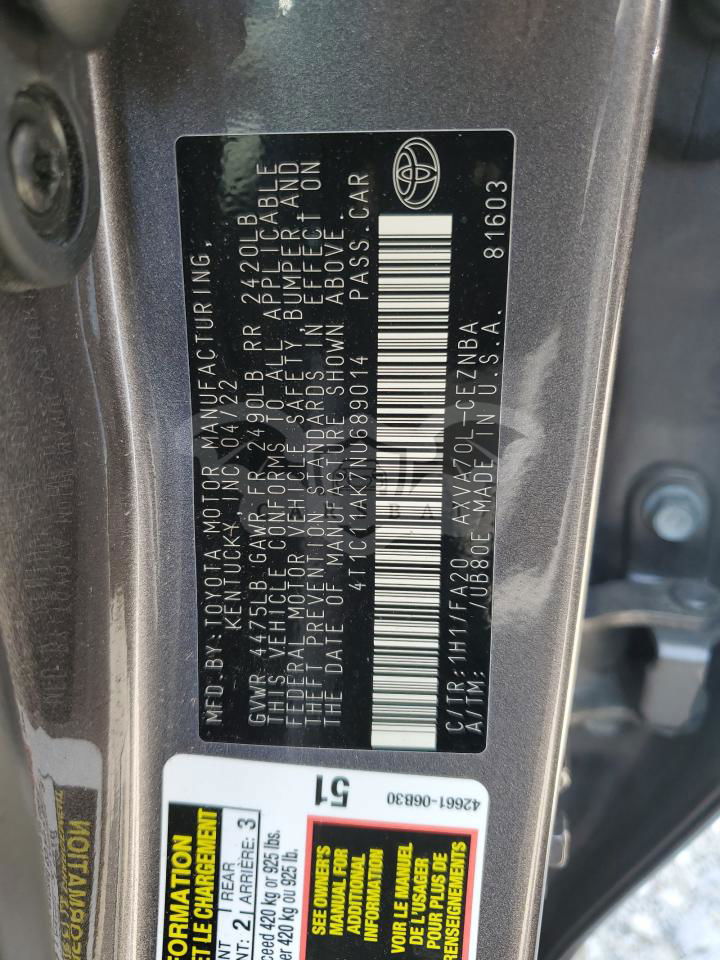 MFD.BY:TOYOTA MOTOR MANUFACTURING,
KENTUCKY, INC. 04/22
GVWR 4475LB GAWR FR 2490LB RR 2420LB
THIS VEHICLE CONFORMS TO ALL APPLICABLE
FEDERAL MOTOR VEHICLE SAFETY, BUMPER AND
THEFT PREVENTION STANDARDS IN EFFECT ON
THE DATE OF MANUFACTURE SHOWN ABOVE.
4T1C11AK7NU689014 PASS.CAR
C/TR:1H1/FA20 AXVA70L-CEZNBA
A/TM: /UB80E MADE IN U.S.A. 81603
51
42661-06B30
FORMATION
ET LE CHARGEMENT
2 REAR
ARRIÈRE: 3
420 kg or 925 lbs.
420 kg ou 925 lb.
SEE OWNER'S
MANUAL FOR
ADDITIONAL
INFORMATION
VOIR LE MANUEL
DE L'USAGER
POUR PLUS DE
RENSEIGNEMENTS